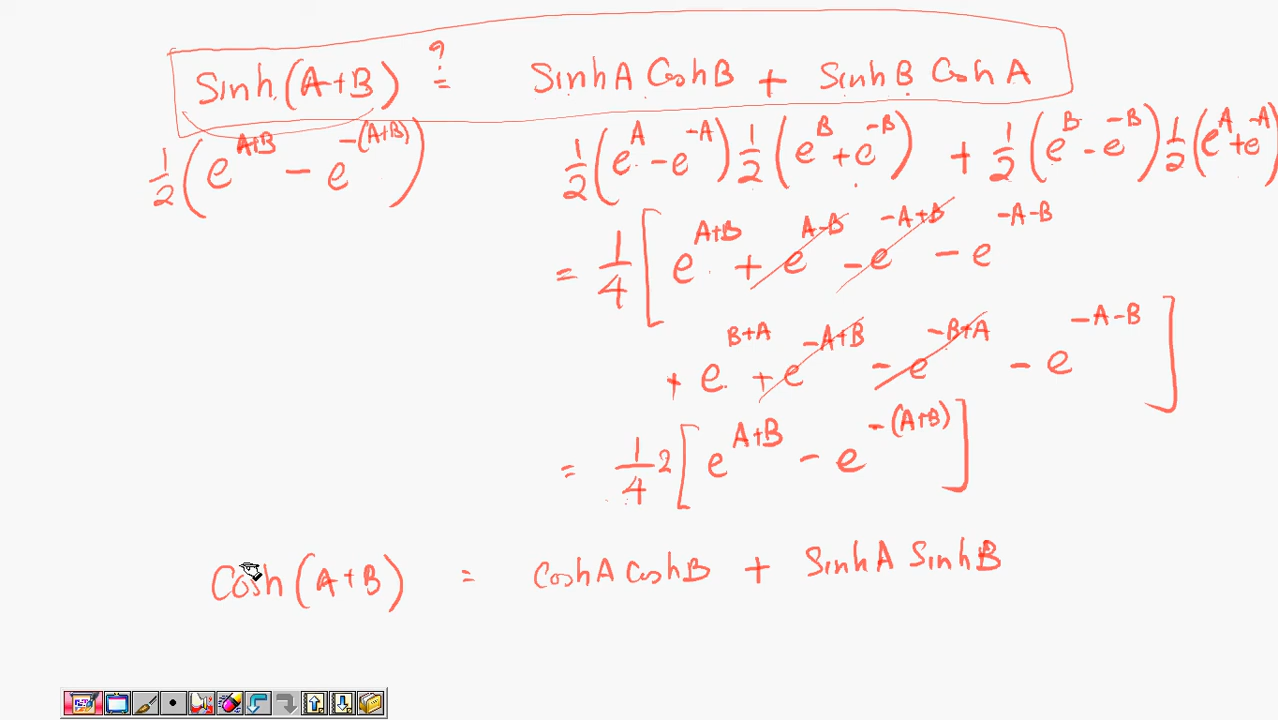 Sinh (A+B) ?= SinhA CoshB + SinhB CoshA
1/2 (e^{A+B} - e^{-(A+B)}) 1/2 (e^A - e^{-A}) 1/2 (e^B + e^{-B}) + 1/2 (e^B - e^{-B}) 1/2 (e^A + e^{-A})
= 1/4 [ e^{A+B} + e^{A-B} - e^{-A+B} - e^{-A-B}
+ e^{B+A} + e^{-A+B} - e^{-B+A} - e^{-A-B} ]
= 1/4 2 [ e^{A+B} - e^{-(A+B)} ]
Cosh (A+B) = CoshA CoshB + SinhA SinhB